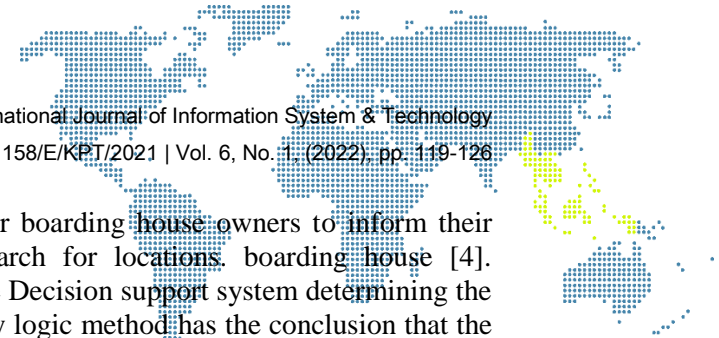 national Journal of Information System & Technology
158/E/KPT/2021 | Vol. 6, No. 1, (2022), pp. 119-126
r boarding house owners to inform their
arch for locations. boarding house [4].
Decision support system determining the
logic method has the conclusion that the